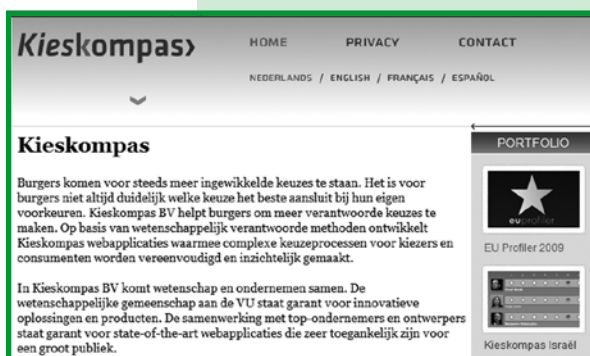 Kieskompas›
HOME PRIVACY CONTACT
NEDERLANDS / ENGLISH / FRANÇAIS / ESPAÑOL
Kieskompas
Burgers komen voor steeds meer ingewikkelde keuzes te staan. Het is voor
burgers niet altijd duidelijk welke keuze het beste aansluit bij hun eigen
voorkeuren. Kieskompas BV helpt burgers om meer verantwoorde keuzes te
maken. Op basis van wetenschappelijk verantwoorde methoden ontwikkelt
Kieskompas webapplicaties waarmee complexe keuzeprocessen voor kiezers en
consumenten worden vereenvoudigd en inzichtelijk gemaakt.
In Kieskompas BV komt wetenschap en ondernemen samen. De
wetenschappelijke gemeenschap aan de VU staat garant voor innovatieve
oplossingen en producten. De samenwerking met top-ondernemers en ontwerpers
staat garant voor state-of-the-art webapplicaties die zeer toegankelijk zijn voor
een groot publiek.
PORTFOLIO
euprofiler
EU Profiler 2009
Kieskompas Israël